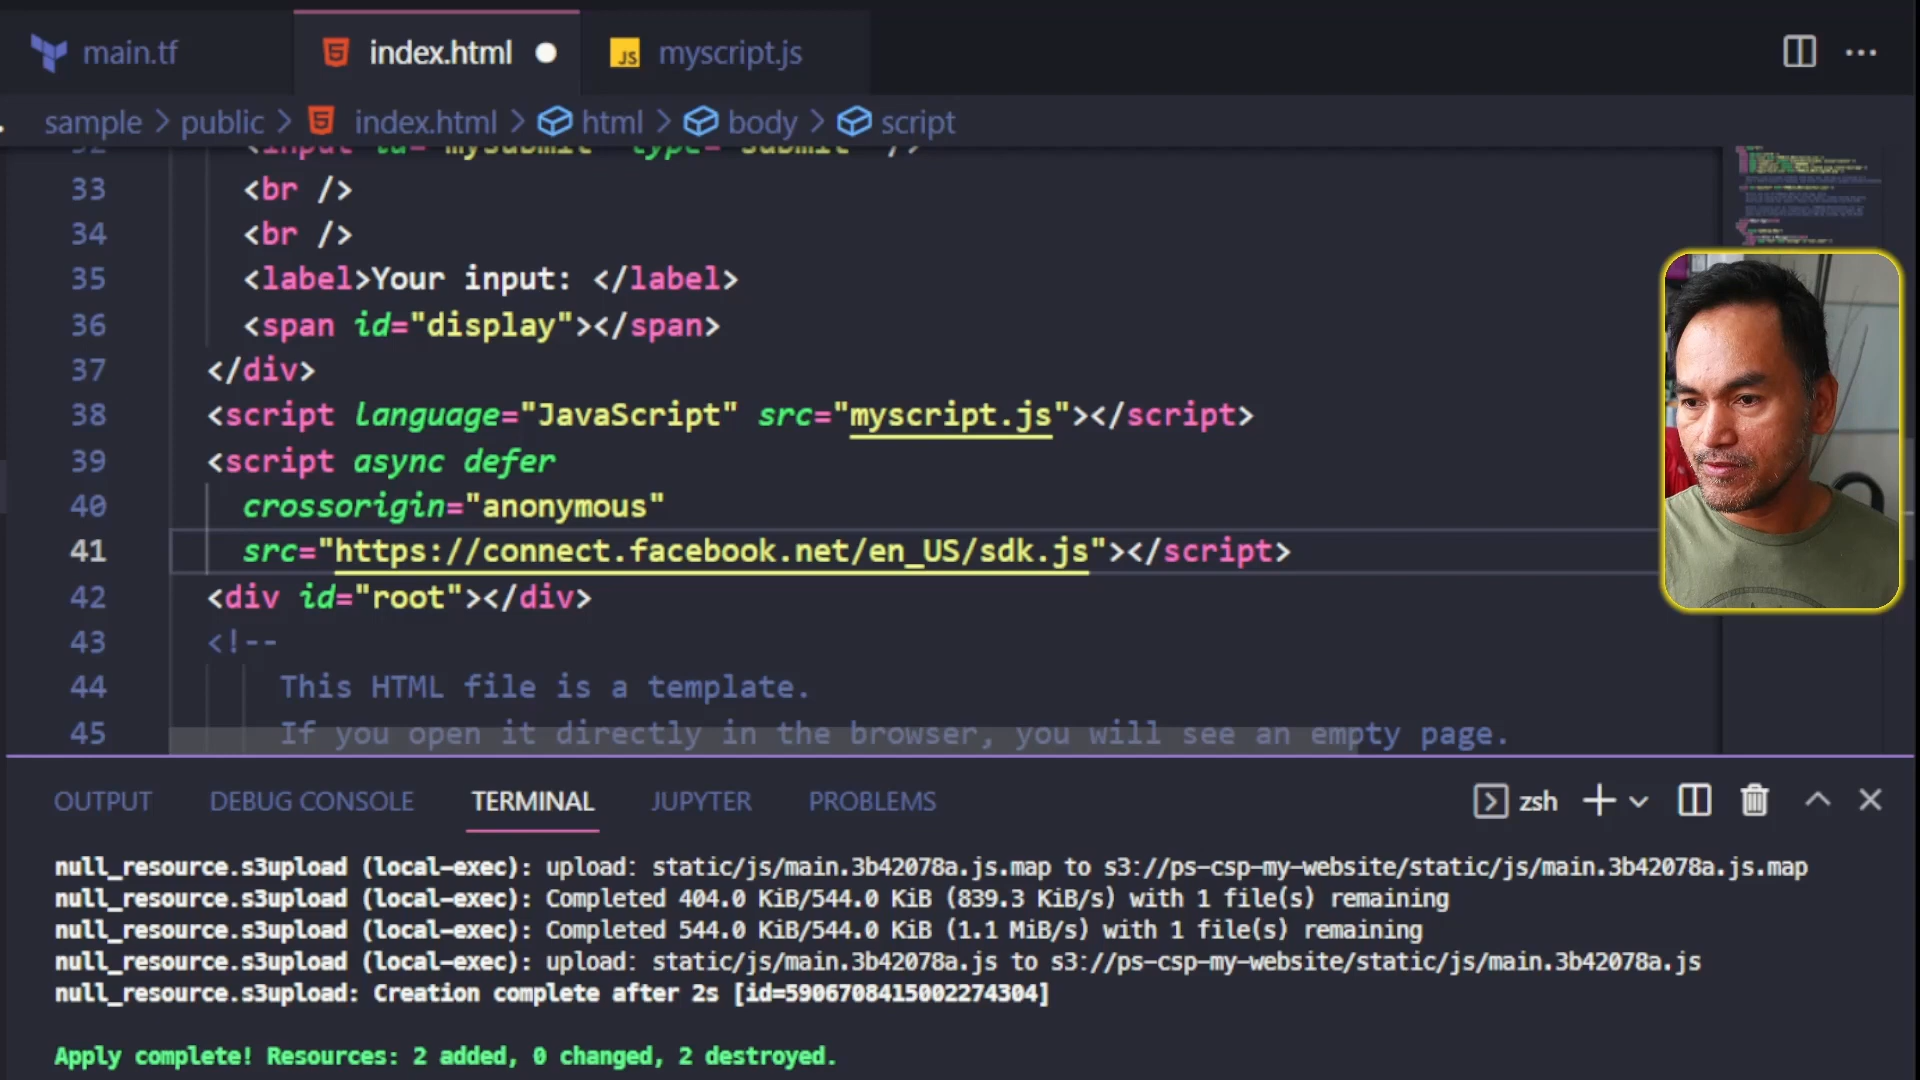 main.tf
index.html
JS myscript.js
sample > public > index.html > html > body > script
32 <input id="mysubmit" type="submit" />
33 <br />
34 <br />
35 <label>Your input: </label>
36 <span id="display"></span>
37 </div>
38 <script language="JavaScript" src="myscript.js"></script>
39 <script async defer
40 crossorigin="anonymous"
41 src="https://connect.facebook.net/en_US/sdk.js"></script>
42 <div id="root"></div>
43 <!--
44 This HTML file is a template.
45 If you open it directly in the browser, you will see an empty page.
OUTPUT DEBUG CONSOLE TERMINAL JUPYTER PROBLEMS zsh
null_resource.s3upload (local-exec): upload: static/js/main.3b42078a.js.map to s3://ps-csp-my-website/static/js/main.3b42078a.js.map
null_resource.s3upload (local-exec): Completed 404.0 KiB/544.0 KiB (839.3 KiB/s) with 1 file(s) remaining
null_resource.s3upload (local-exec): Completed 544.0 KiB/544.0 KiB (1.1 MiB/s) with 1 file(s) remaining
null_resource.s3upload (local-exec): upload: static/js/main.3b42078a.js to s3://ps-csp-my-website/static/js/main.3b42078a.js
null_resource.s3upload: Creation complete after 2s [id=5906708415002274304]
Apply complete! Resources: 2 added, 0 changed, 2 destroyed.